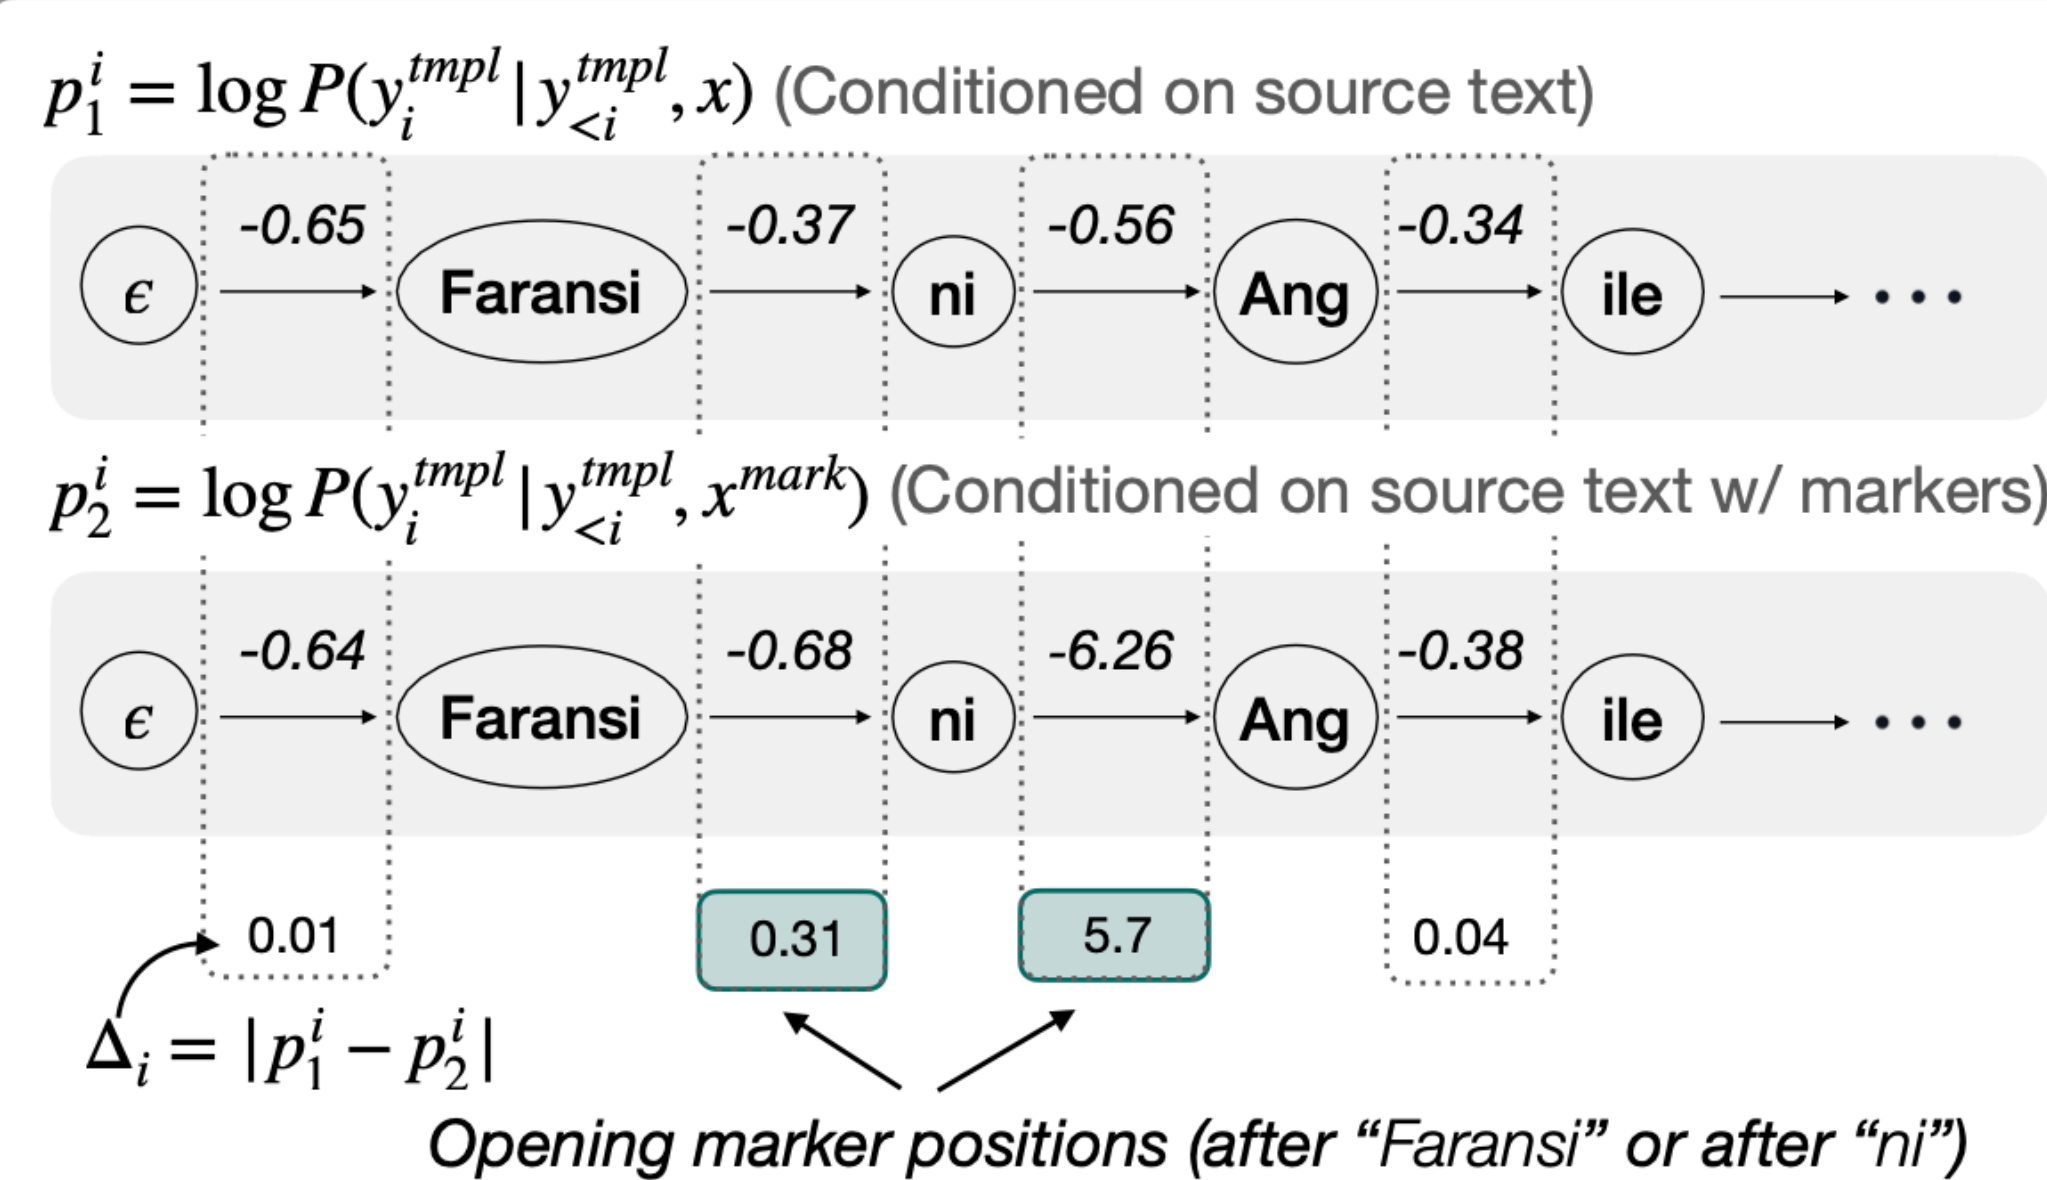 p_1^i = log P(y_i^{tmpl} | y_{<i}^{tmpl}, x) (Conditioned on source text)
-0.65 -0.37 -0.56 -0.34
ϵ Faransi ni Ang ile • • •
p_2^i = log P(y_i^{tmpl} | y_{<i}^{tmpl}, x^{mark}) (Conditioned on source text w/ markers)
-0.64 -0.68 -6.26 -0.38
ϵ Faransi ni Ang ile • • •
0.01 0.31 5.7 0.04
Δ_i = |p_1^i − p_2^i|
Opening marker positions (after “Faransi” or after “ni”)